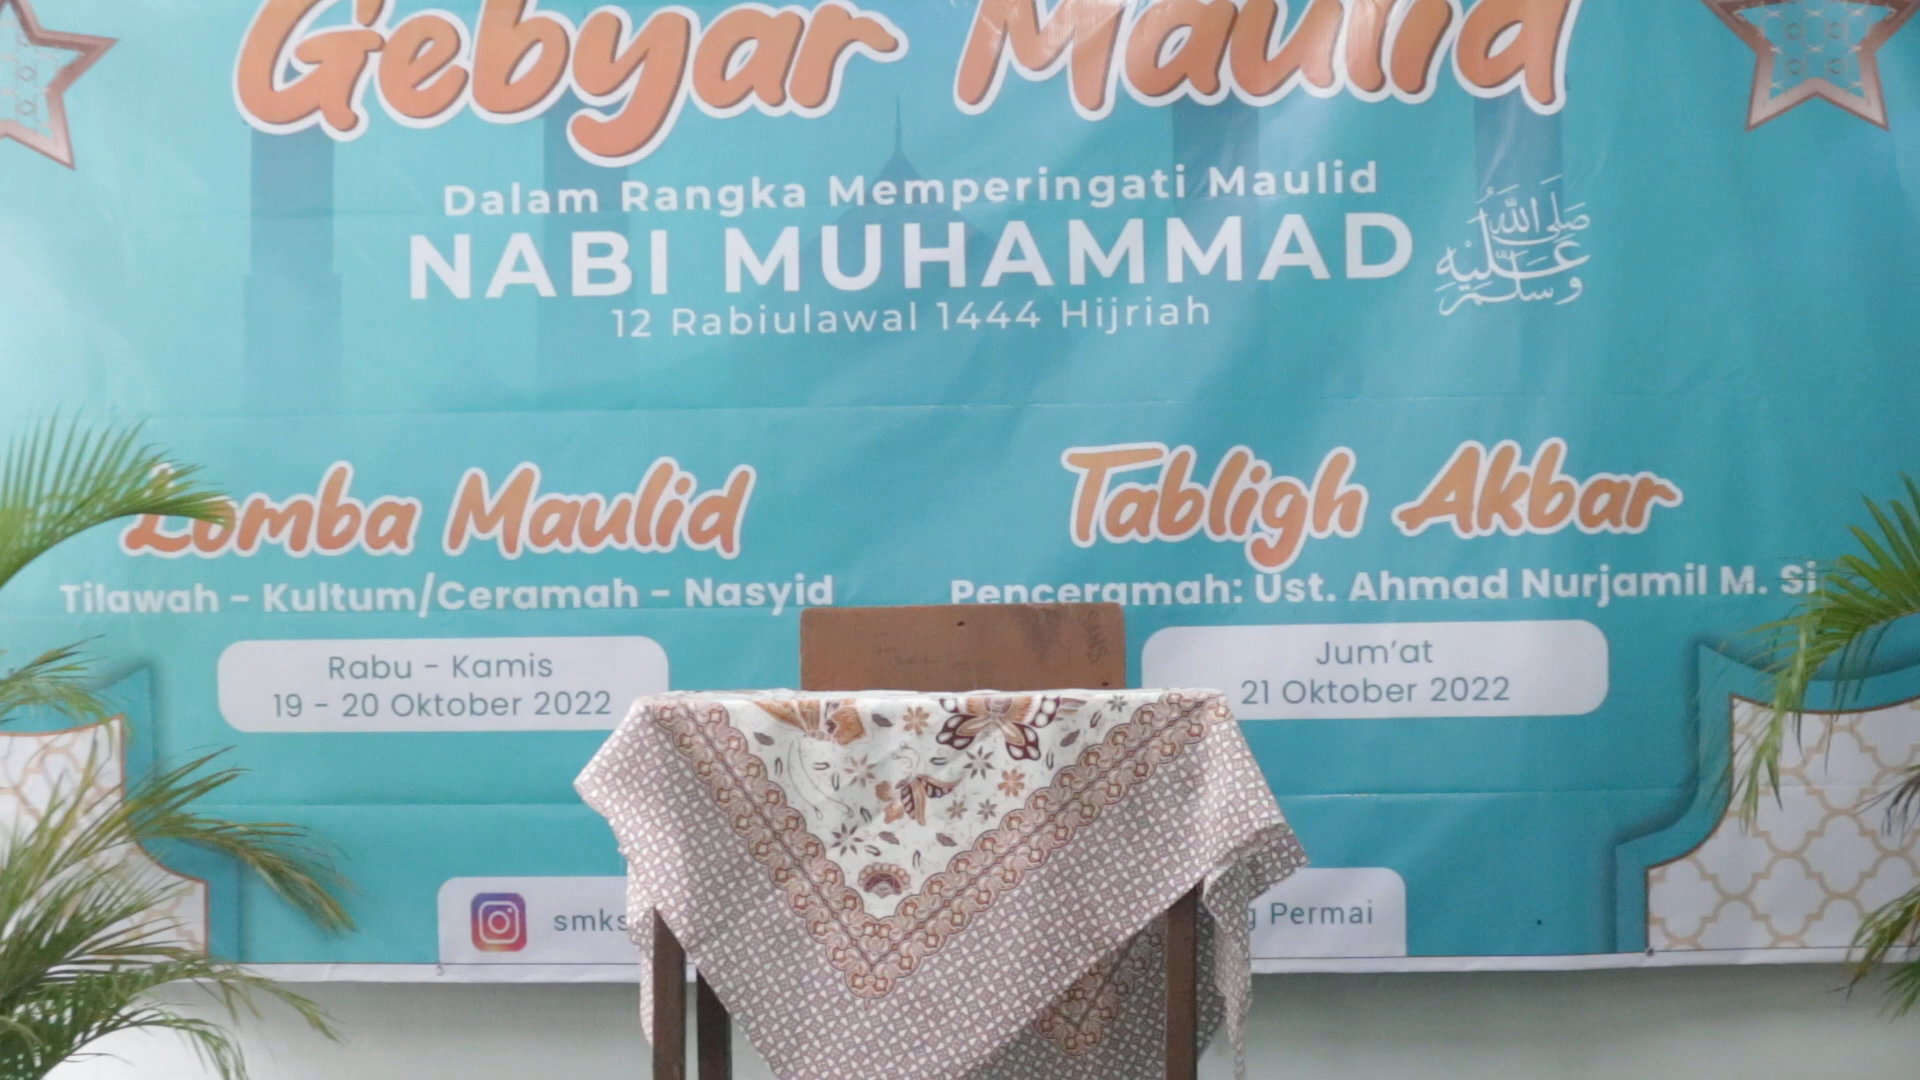 Gebyar Maulid
Dalam Rangka Memperingati Maulid
NABI MUHAMMAD صلى الله عليه وسلم
12 Rabiulawal 1444 Hijriah
Lomba Maulid
Tilawah - Kultum/Ceramah - Nasyid
Rabu - Kamis
19 - 20 Oktober 2022
Tabligh Akbar
Penceramah: Ust. Ahmad Nurjamil M. Si
Jum'at
21 Oktober 2022
smks
g Permai